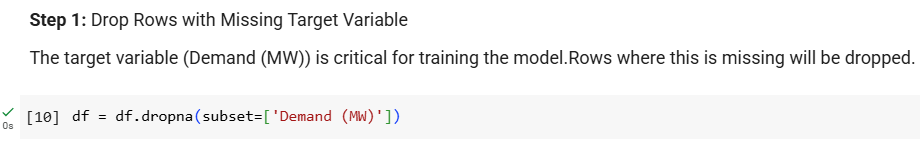 Step 1: Drop Rows with Missing Target Variable
The target variable (Demand (MW)) is critical for training the model.Rows where this is missing will be dropped.
[10] df = df.dropna(subset=['Demand (MW)'])
0s